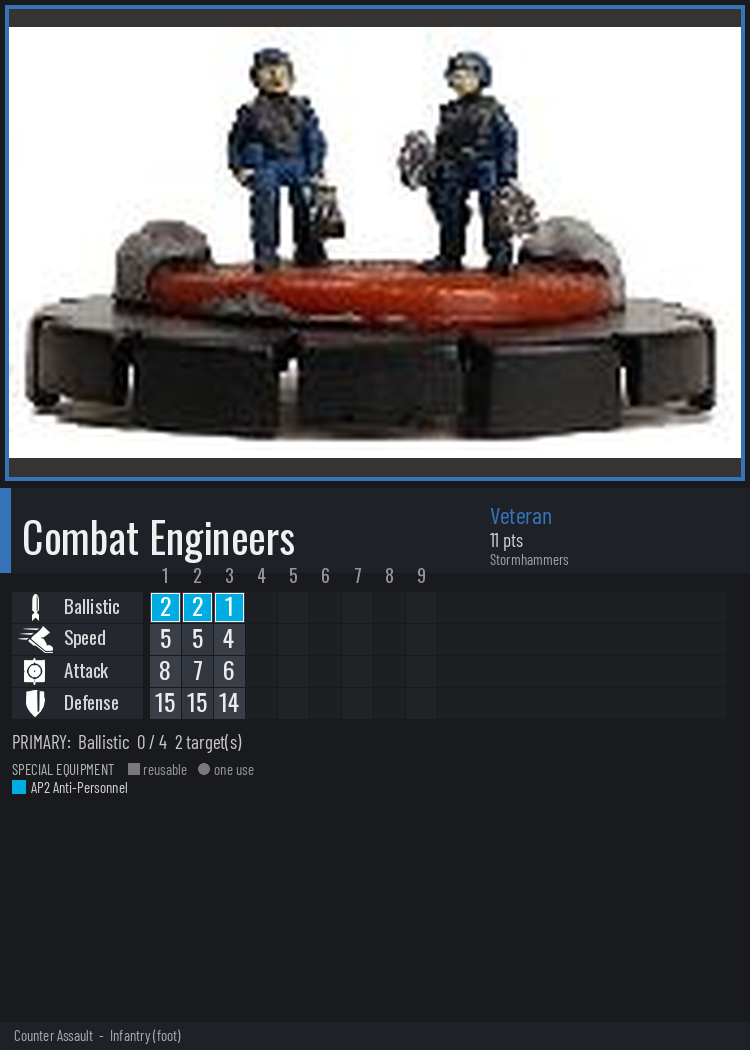 Combat Engineers
Veteran
11 pts
Stormhammers
1 2 3 4 5 6 7 8 9
Ballistic 2 2 1
Speed 5 5 4
Attack 8 7 6
Defense 15 15 14
PRIMARY: Ballistic 0 / 4 2 target(s)
SPECIAL EQUIPMENT reusable one use
AP2 Anti-Personnel
Counter Assault - Infantry (foot)